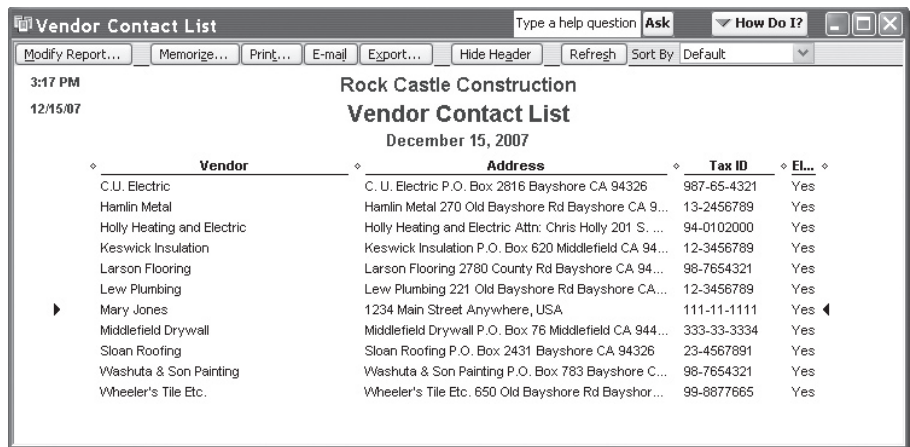 Vendor Contact List
Type a help question Ask How Do I?
Modify Report... Memorize... Print... E-mail Export... Hide Header Refresh Sort By Default
3:17 PM
Rock Castle Construction
12/15/07
Vendor Contact List
December 15, 2007
Vendor Address Tax ID El...
C.U. Electric C. U. Electric P.O. Box 2816 Bayshore CA 94326 987-65-4321 Yes
Hamlin Metal Hamlin Metal 270 Old Bayshore Rd Bayshore CA 9... 13-2456789 Yes
Holly Heating and Electric Holly Heating and Electric Attn: Chris Holly 201 S. ... 94-0102000 Yes
Keswick Insulation Keswick Insulation P.O. Box 620 Middlefield CA 94... 12-3456789 Yes
Larson Flooring Larson Flooring 2780 County Rd Bayshore CA 94... 98-7654321 Yes
Lew Plumbing Lew Plumbing 221 Old Bayshore Rd Bayshore CA... 12-3456789 Yes
Mary Jones 1234 Main Street Anywhere, USA 111-11-1111 Yes
Middlefield Drywall Middlefield Drywall P.O. Box 76 Middlefield CA 944... 333-33-3334 Yes
Sloan Roofing Sloan Roofing P.O. Box 2431 Bayshore CA 94326 23-4567891 Yes
Washuta & Son Painting Washuta & Son Painting P.O. Box 783 Bayshore C... 98-7654321 Yes
Wheeler's Tile Etc. Wheeler's Tile Etc. 650 Old Bayshore Rd Bayshor... 99-8877665 Yes